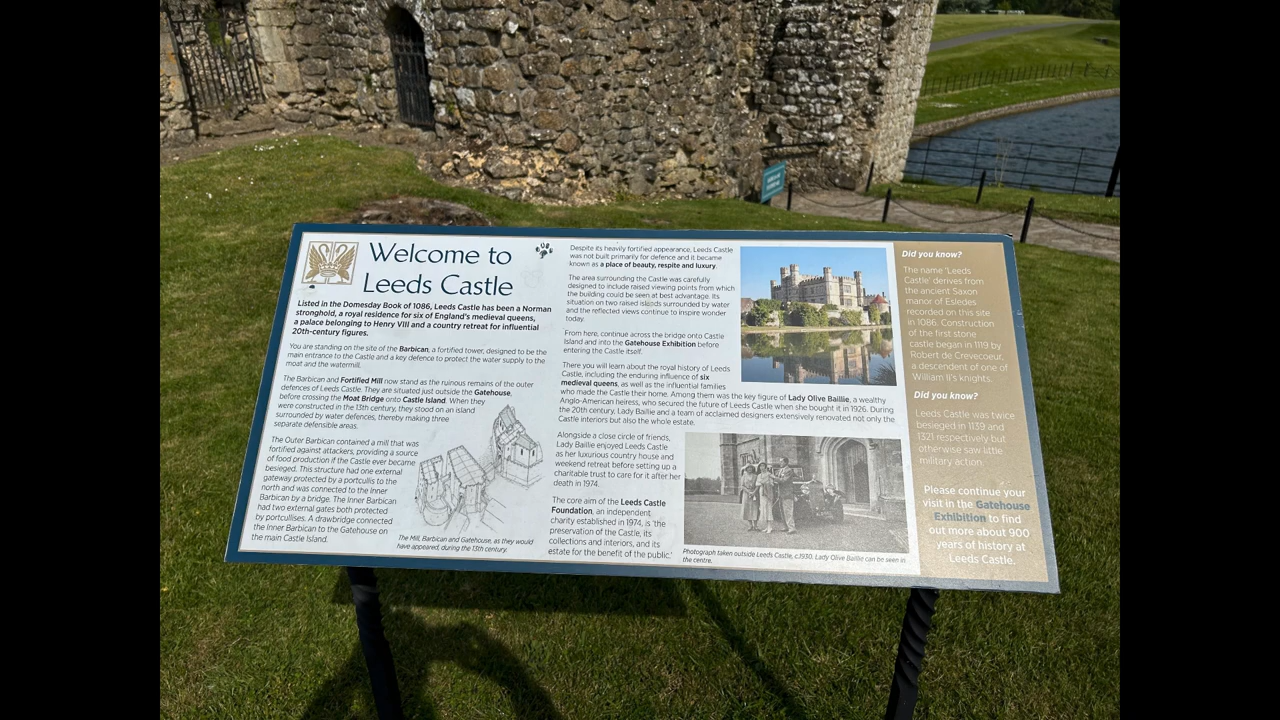 Welcome to
Leeds Castle
Listed in the Domesday Book of 1086, Leeds Castle has been a Norman
stronghold, a royal residence for six of England's medieval queens,
a palace belonging to Henry VIII and a country retreat for influential
20th-century figures.
You are standing on the site of the Barbican, a fortified tower, designed to be the
main entrance to the Castle and a key defence to protect the water supply to the
moat and the watermill.
The Barbican and Fortified Mill now stand as the ruinous remains of the outer
defences of Leeds Castle. They are situated just outside the Gatehouse,
before crossing the Moat Bridge onto Castle Island. When they
were constructed in the 13th century, they stood on an island
surrounded by water defences, thereby making three
separate defensible areas.
The Outer Barbican contained a mill that was
fortified against attackers, providing a source
of food production if the Castle ever became
besieged. This structure had one external
gateway protected by a portcullis to the
north and was connected to the Inner
Barbican by a bridge. The Inner Barbican
had two external gates both protected
by portcullises. A drawbridge connected
the Inner Barbican to the Gatehouse on
the main Castle Island.
The Mill, Barbican and Gatehouse, as they would
have appeared, during the 13th century.
Despite its heavily fortified appearance, Leeds Castle
was not built primarily for defence and it became
known as a place of beauty, respite and luxury.
The area surrounding the Castle was carefully
designed to include raised viewing points from which
the building could be seen at best advantage. Its
situation on two raised islands surrounded by water
and the reflected views continue to inspire wonder
today.
From here, continue across the bridge onto Castle
Island and into the Gatehouse Exhibition before
entering the Castle itself.
There you will learn about the royal history of Leeds
Castle, including the enduring influence of six
medieval queens, as well as the influential families
who made the Castle their home. Among them was the key figure of Lady Olive Baillie, a wealthy
Anglo-American heiress, who secured the future of Leeds Castle when she bought it in 1926. During
the 20th century, Lady Baillie and a team of acclaimed designers extensively renovated not only the
Castle interiors but also the whole estate.
Alongside a close circle of friends,
Lady Baillie enjoyed Leeds Castle
as her luxurious country house and
weekend retreat before setting up a
charitable trust to care for it after her
death in 1974.
The core aim of the Leeds Castle
Foundation, an independent
charity established in 1974, is 'the
preservation of the Castle, its
collections and interiors, and its
estate for the benefit of the public.'
Photograph taken outside Leeds Castle, c.1930. Lady Olive Baillie can be seen in
the centre.
Did you know?
The name 'Leeds
Castle' derives from
the ancient Saxon
manor of Esledes
recorded on this site
in 1086. Construction
of the first stone
castle began in 1119 by
Robert de Crevecoeur,
a descendent of one of
William II's knights.
Did you know?
Leeds Castle was twice
besieged in 1139 and
1321 respectively but
otherwise saw little
military action.
Please continue your
visit in the Gatehouse
Exhibition to find
out more about 900
years of history at
Leeds Castle.